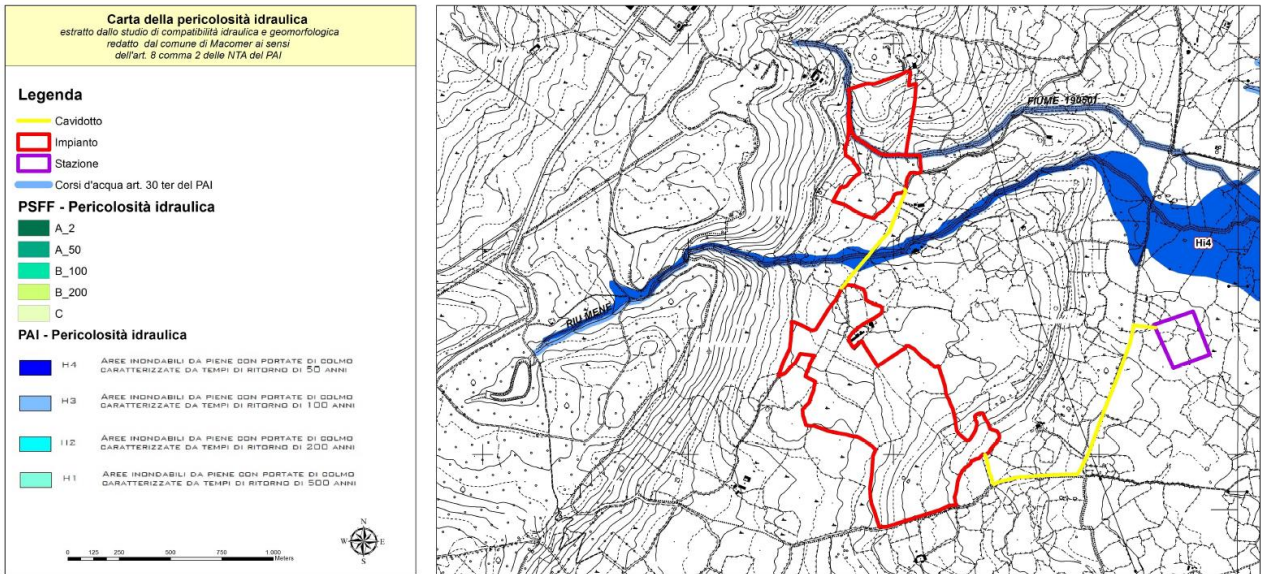 Carta della pericolosità idraulica
estratto dallo studio di compatibilità idraulica e geomorfologica
redatto dal comune di Macomer ai sensi
dell'art. 8 comma 2 delle NTA del PAI
Legenda
Cavidotto
Impianto
Stazione
Corsi d'acqua art. 30 ter del PAI
PSFF - Pericolosità idraulica
A_2
A_50
B_100
B_200
C
PAI - Pericolosità idraulica
H4 AREE INONDABILI DA PIENE CON PORTATE DI COLMO
CARATTERIZZATE DA TEMPI DI RITORNO DI 50 ANNI
H3 AREE INONDABILI DA PIENE CON PORTATE DI COLMO
CARATTERIZZATE DA TEMPI DI RITORNO DI 100 ANNI
H2 AREE INONDABILI DA PIENE CON PORTATE DI COLMO
CARATTERIZZATE DA TEMPI DI RITORNO DI 200 ANNI
H1 AREE INONDABILI DA PIENE CON PORTATE DI COLMO
CARATTERIZZATE DA TEMPI DI RITORNO DI 500 ANNI
N
W E
S
0 125 250 500 750 1.000
Meters
FIUME
RIU MENE
Hi4